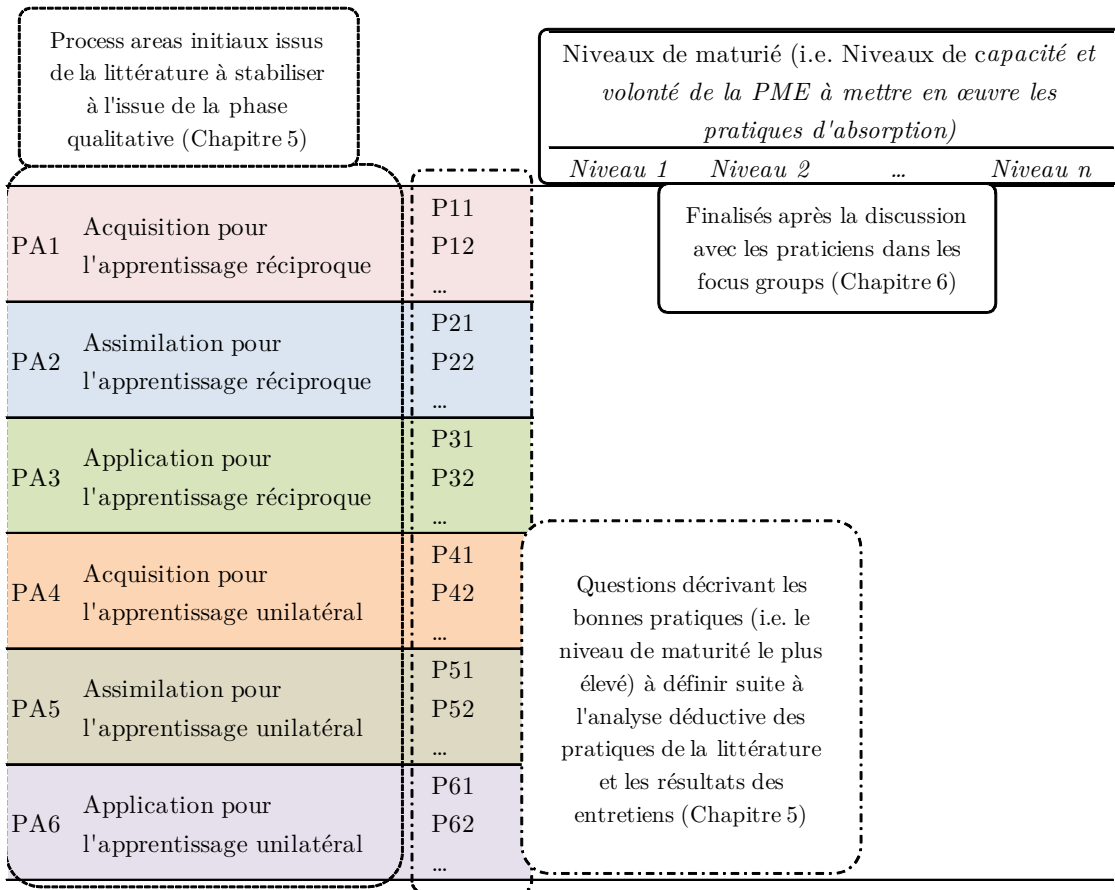 Process areas initiaux issus
de la littérature à stabiliser
à l'issue de la phase
qualitative (Chapitre 5)
Niveaux de maturié (i.e. Niveaux de capacité et
volonté de la PME à mettre en œuvre les
pratiques d'absorption)
Niveau 1 Niveau 2 ... Niveau n
Finalisés après la discussion
avec les praticiens dans les
focus groups (Chapitre 6)
PA1
Acquisition pour
l'apprentissage réciproque
P11
P12
...
PA2
Assimilation pour
l'apprentissage réciproque
P21
P22
...
PA3
Application pour
l'apprentissage réciproque
P31
P32
...
PA4
Acquisition pour
l'apprentissage unilatéral
P41
P42
...
PA5
Assimilation pour
l'apprentissage unilatéral
P51
P52
...
PA6
Application pour
l'apprentissage unilatéral
P61
P62
...
Questions décrivant les
bonnes pratiques (i.e. le
niveau de maturité le plus
élevé) à définir suite à
l'analyse déductive des
pratiques de la littérature
et les résultats des
entretiens (Chapitre 5)